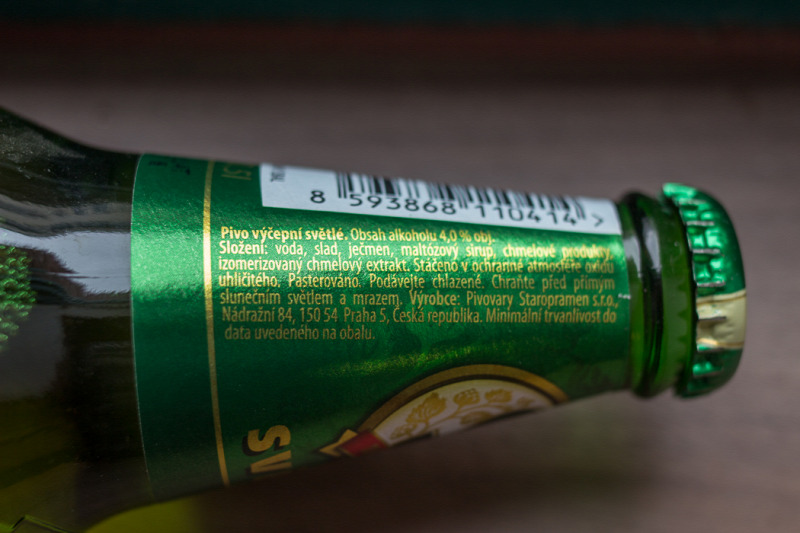 8 593868 110414 >
Pivo výčepní světlé. Obsah alkoholu 4,0 % obj.
Složení: voda, slad, ječmen, maltózový sirup, chmelové produkty,
izomerizovaný chmelový extrakt. Stáčeno v ochranné atmosféře oxidu
uhličitého. Pasterováno. Podávejte chlazené. Chraňte před přímým
slunečním světlem a mrazem. Výrobce: Pivovary Staropramen s.r.o.,
Nádražní 84, 150 54 Praha 5, Česká republika. Minimální trvanlivost do
data uvedeného na obalu.